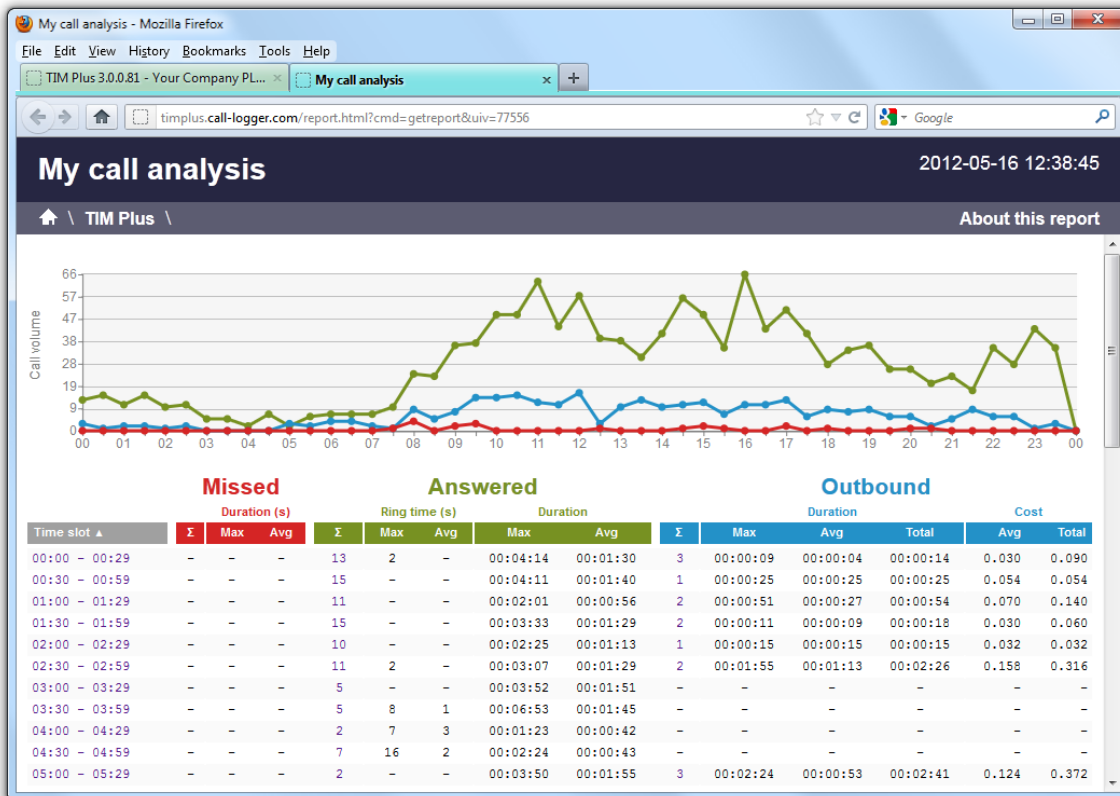 My call analysis - Mozilla Firefox
File Edit View History Bookmarks Tools Help
TIM Plus 3.0.0.81 - Your Company PL... × My call analysis × +
timplus.call-logger.com/report.html?cmd=getreport&uiv=77556 Google
My call analysis 2012-05-16 12:38:45
\ TIM Plus \ About this report
Call volume
66
57
47
38
28
19
9
0
00 01 02 03 04 05 06 07 08 09 10 11 12 13 14 15 16 17 18 19 20 21 22 23 00
Missed Answered Outbound
Duration (s) Ring time (s) Duration Duration Cost
Time slot ▲ Σ Max Avg Σ Max Avg Max Avg Σ Max Avg Total Avg Total
00:00 - 00:29 - - - 13 2 - 00:04:14 00:01:30 3 00:00:09 00:00:04 00:00:14 0.030 0.090
00:30 - 00:59 - - - 15 - - 00:04:11 00:01:40 1 00:00:25 00:00:25 00:00:25 0.054 0.054
01:00 - 01:29 - - - 11 - - 00:02:01 00:00:56 2 00:00:51 00:00:27 00:00:54 0.070 0.140
01:30 - 01:59 - - - 15 - - 00:03:33 00:01:29 2 00:00:11 00:00:09 00:00:18 0.030 0.060
02:00 - 02:29 - - - 10 - - 00:02:25 00:01:13 1 00:00:15 00:00:15 00:00:15 0.032 0.032
02:30 - 02:59 - - - 11 2 - 00:03:07 00:01:29 2 00:01:55 00:01:13 00:02:26 0.158 0.316
03:00 - 03:29 - - - 5 - - 00:03:52 00:01:51 - - - - - -
03:30 - 03:59 - - - 5 8 1 00:06:53 00:01:45 - - - - - -
04:00 - 04:29 - - - 2 7 3 00:01:23 00:00:42 - - - - - -
04:30 - 04:59 - - - 7 16 2 00:02:24 00:00:43 - - - - - -
05:00 - 05:29 - - - 2 - - 00:03:50 00:01:55 3 00:02:24 00:00:53 00:02:41 0.124 0.372